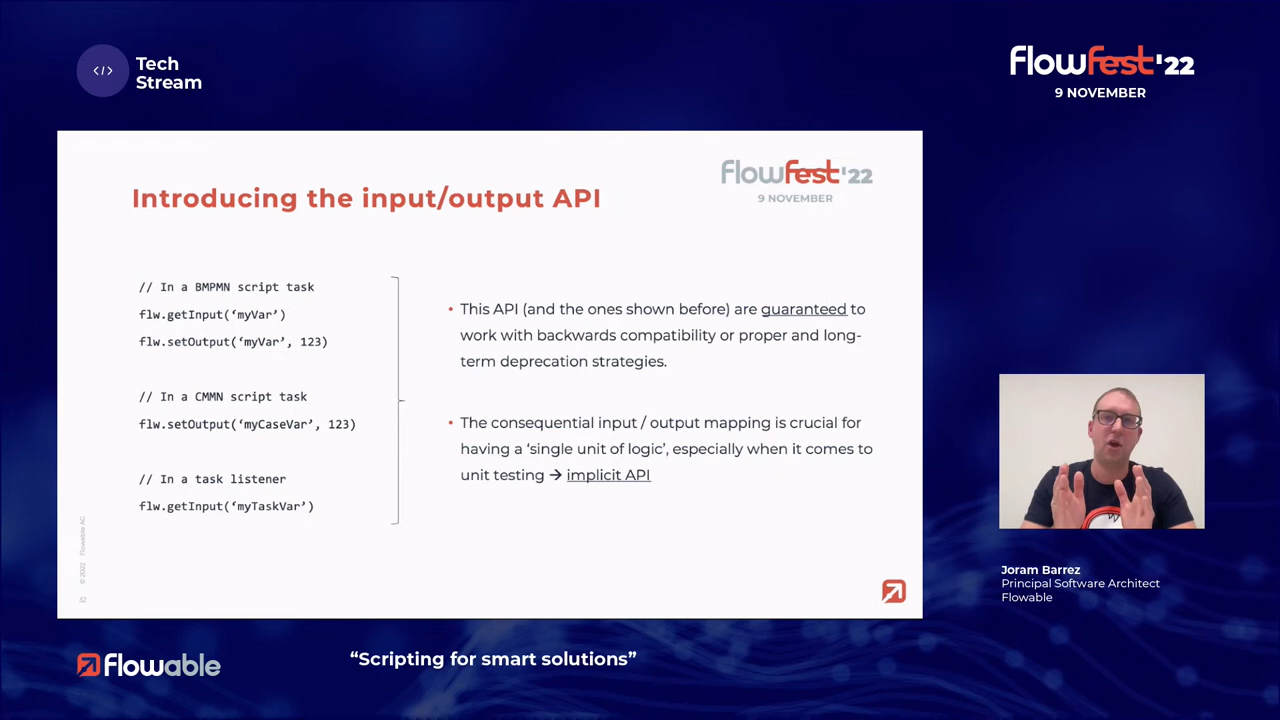 </>
Tech
Stream
flowfest'22
9 NOVEMBER
flowfest'22
9 NOVEMBER
Introducing the input/output API
// In a BMPMN script task
flw.getInput(‘myVar’)
flw.setOutput(‘myVar’, 123)
// In a CMMN script task
flw.setOutput(‘myCaseVar’, 123)
// In a task listener
flw.getInput(‘myTaskVar’)
• This API (and the ones shown before) are guaranteed to
work with backwards compatibility or proper and long-
term deprecation strategies.
• The consequential input / output mapping is crucial for
having a ‘single unit of logic’, especially when it comes to
unit testing → implicit API
© 2022 Flowable AG
Joram Barrez
Principal Software Architect
Flowable
flowable
“Scripting for smart solutions”